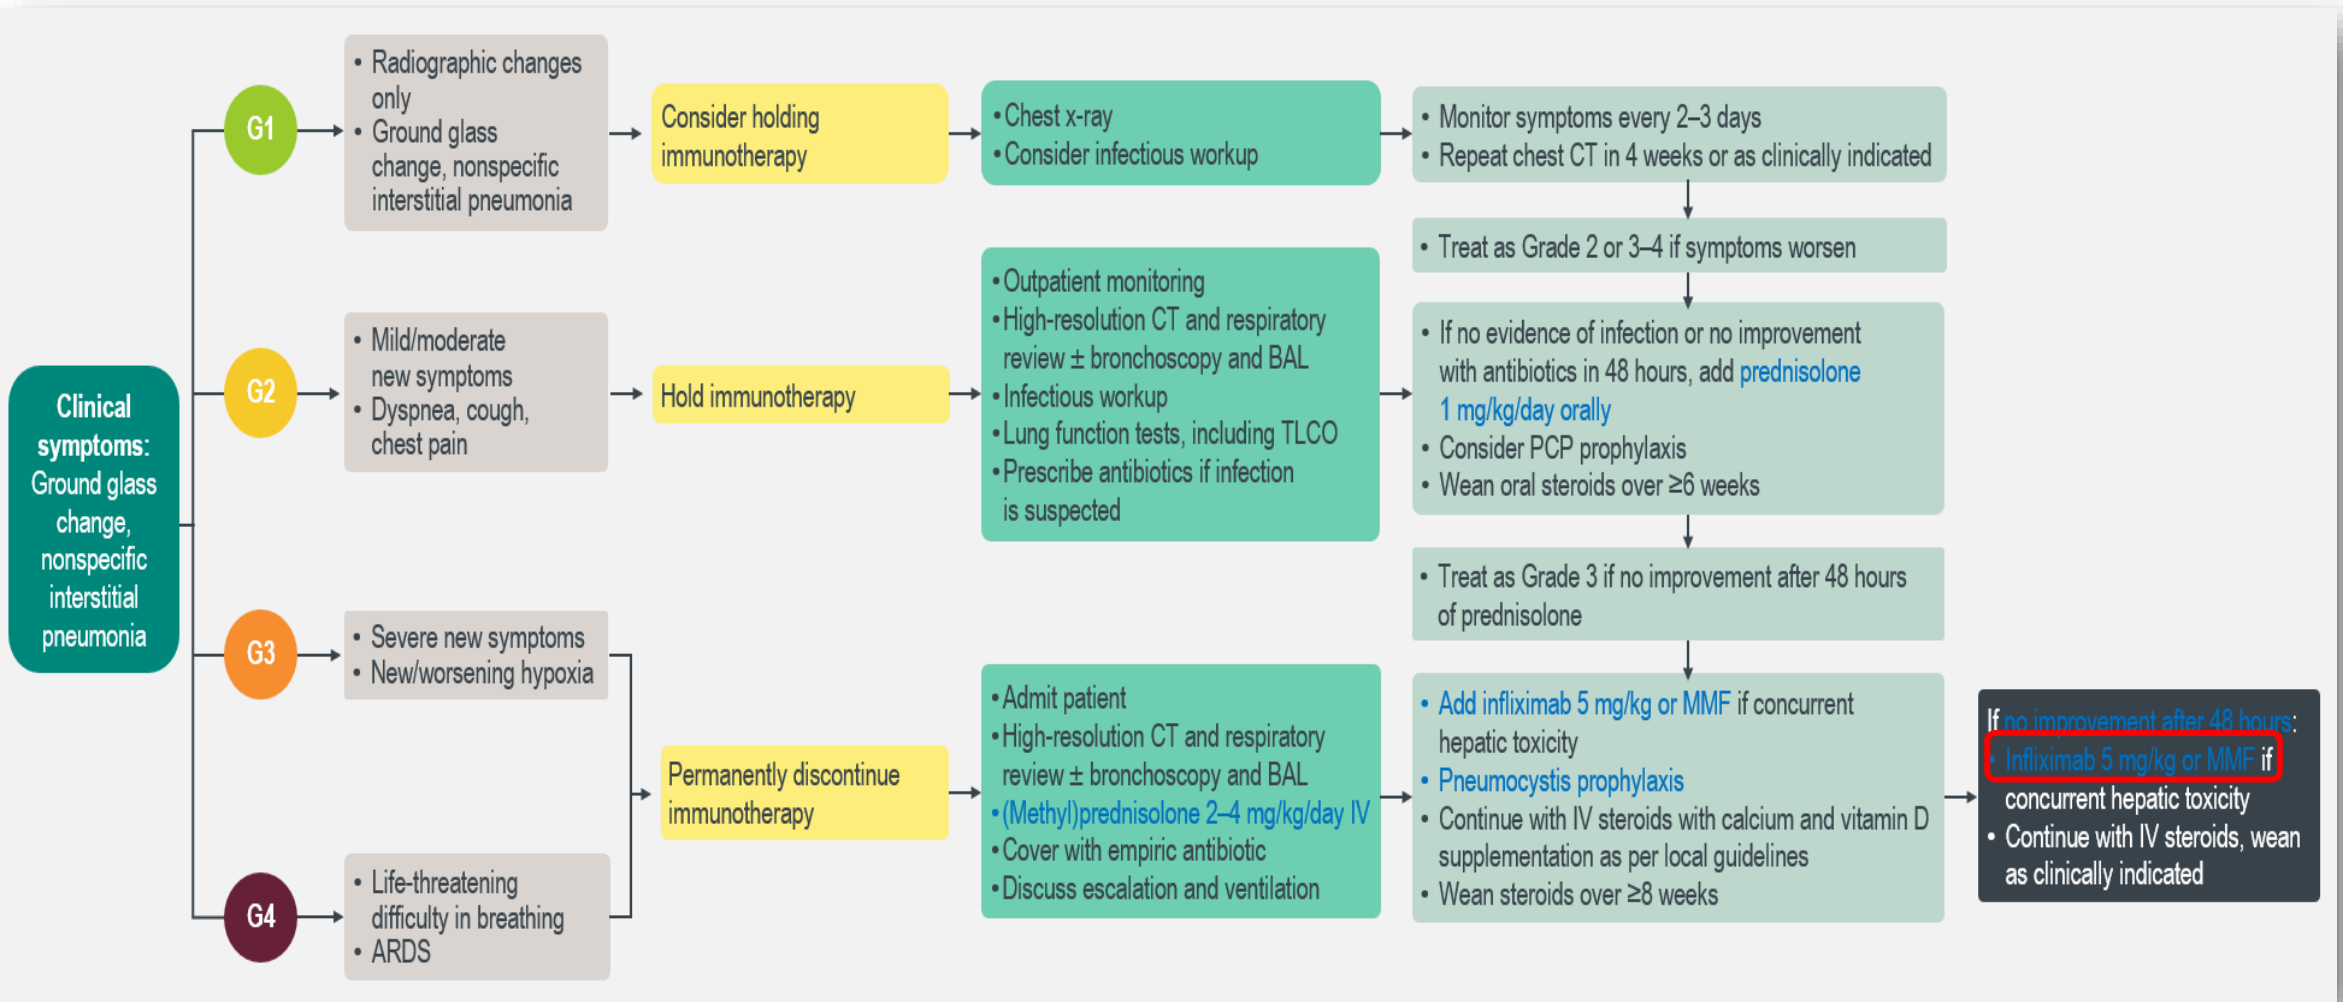 Clinical
symptoms:
Ground glass
change,
nonspecific
interstitial
pneumonia
G1
• Radiographic changes
only
• Ground glass
change, nonspecific
interstitial pneumonia
Consider holding
immunotherapy
• Chest x-ray
• Consider infectious workup
• Monitor symptoms every 2–3 days
• Repeat chest CT in 4 weeks or as clinically indicated
• Treat as Grade 2 or 3–4 if symptoms worsen
G2
• Mild/moderate
new symptoms
• Dyspnea, cough,
chest pain
Hold immunotherapy
• Outpatient monitoring
• High-resolution CT and respiratory
review ± bronchoscopy and BAL
• Infectious workup
• Lung function tests, including TLCO
• Prescribe antibiotics if infection
is suspected
• If no evidence of infection or no improvement
with antibiotics in 48 hours, add prednisolone
1 mg/kg/day orally
• Consider PCP prophylaxis
• Wean oral steroids over ≥6 weeks
• Treat as Grade 3 if no improvement after 48 hours
of prednisolone
G3
• Severe new symptoms
• New/worsening hypoxia
G4
• Life-threatening
difficulty in breathing
• ARDS
Permanently discontinue
immunotherapy
• Admit patient
• High-resolution CT and respiratory
review ± bronchoscopy and BAL
• (Methyl)prednisolone 2–4 mg/kg/day IV
• Cover with empiric antibiotic
• Discuss escalation and ventilation
• Add infliximab 5 mg/kg or MMF if concurrent
hepatic toxicity
• Pneumocystis prophylaxis
• Continue with IV steroids with calcium and vitamin D
supplementation as per local guidelines
• Wean steroids over ≥8 weeks
If no improvement after 48 hours:
• Infliximab 5 mg/kg or MMF if
concurrent hepatic toxicity
• Continue with IV steroids, wean
as clinically indicated